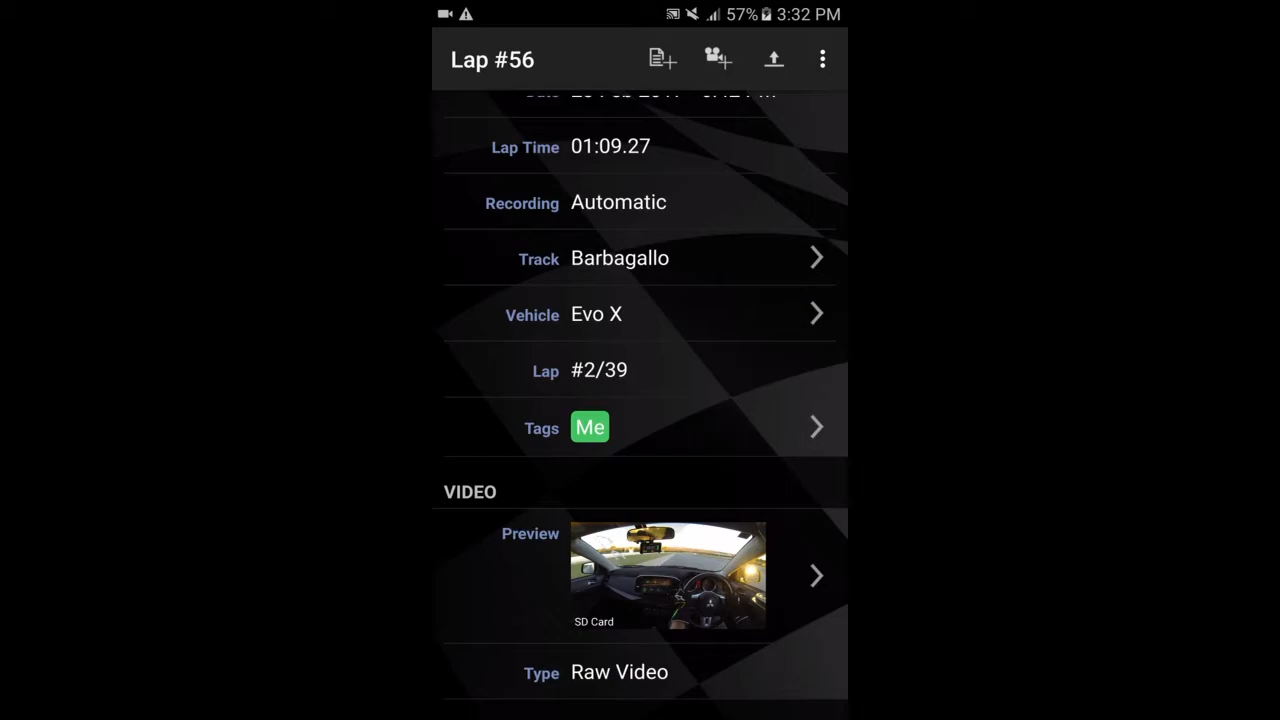 57% 3:32 PM
Lap #56
Lap Time 01:09.27
Recording Automatic
Track Barbagallo
Vehicle Evo X
Lap #2/39
Tags Me
VIDEO
Preview
SD Card
Type Raw Video